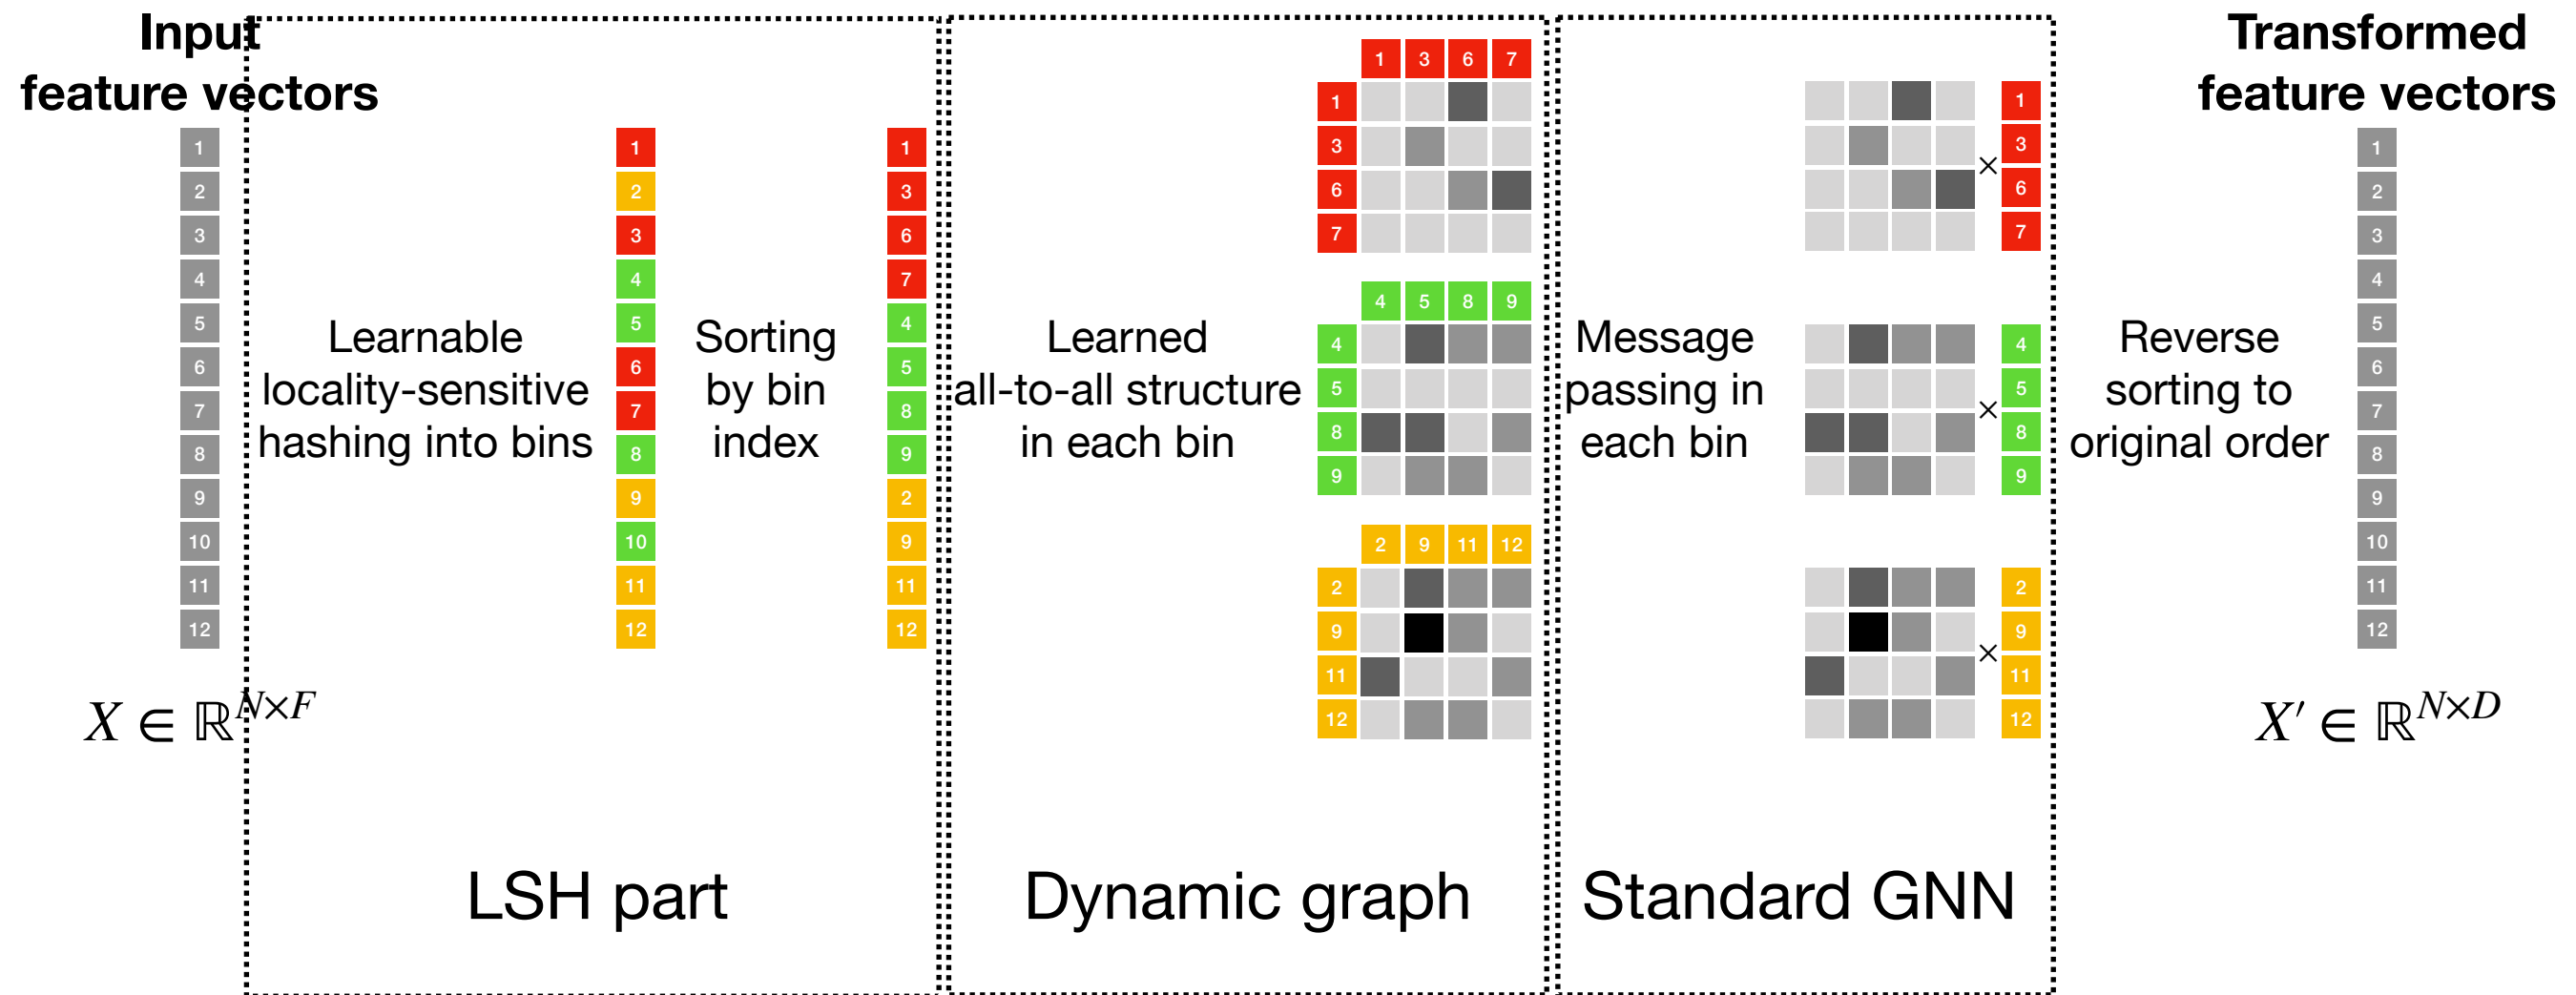 Input
feature vectors
1
2
3
4
5
6
7
8
9
10
11
12
X ∈ ℝ^{N×F}
Learnable
locality-sensitive
hashing into bins
1
2
3
4
5
6
7
8
9
10
11
12
Sorting
by bin
index
1
3
6
7
4
5
8
9
2
9
11
12
LSH part
Learned
all-to-all structure
in each bin
1 3 6 7
1
3
6
7
4 5 8 9
4
5
8
9
2 9 11 12
2
9
11
12
Dynamic graph
Message
passing in
each bin
×
1
3
6
7
×
4
5
8
9
×
2
9
11
12
Standard GNN
Reverse
sorting to
original order
Transformed
feature vectors
1
2
3
4
5
6
7
8
9
10
11
12
X′ ∈ ℝ^{N×D}